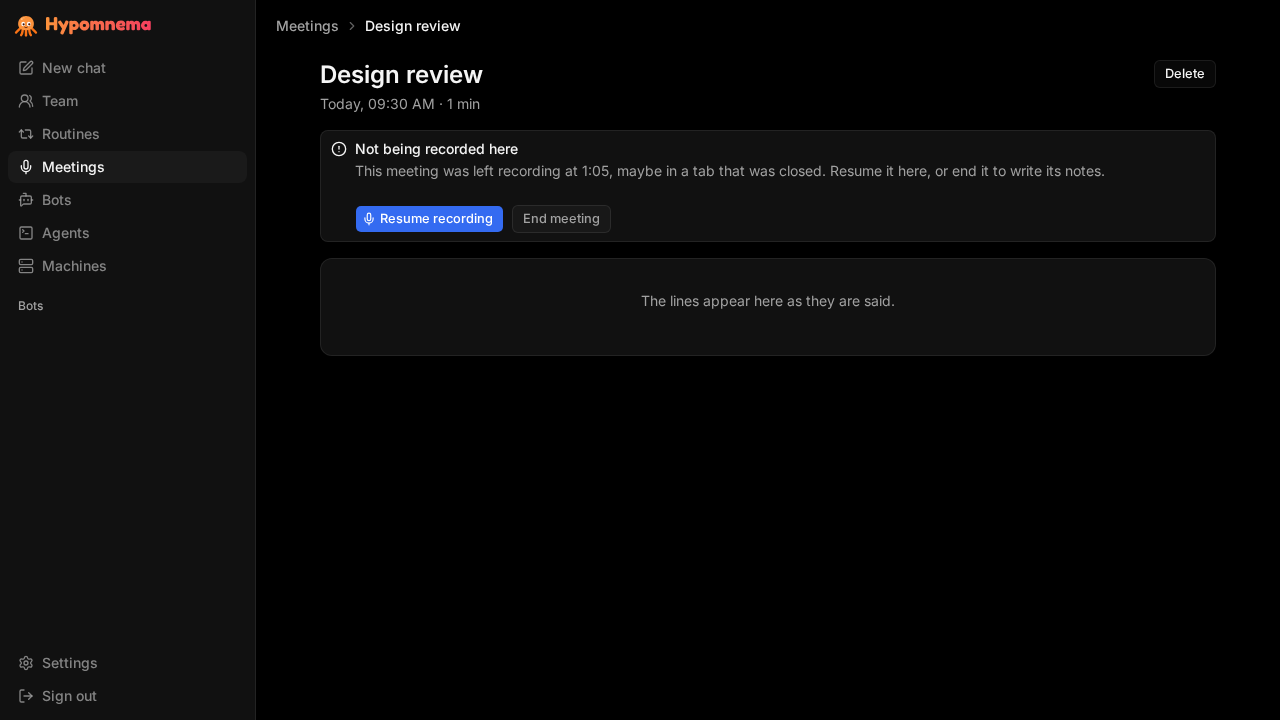 Hypomnema
New chat
Team
Routines
Meetings
Bots
Agents
Machines
Bots
Settings
Sign out
Meetings > Design review
Design review
Delete
Today, 09:30 AM · 1 min
Not being recorded here
This meeting was left recording at 1:05, maybe in a tab that was closed. Resume it here, or end it to write its notes.
Resume recording
End meeting
The lines appear here as they are said.